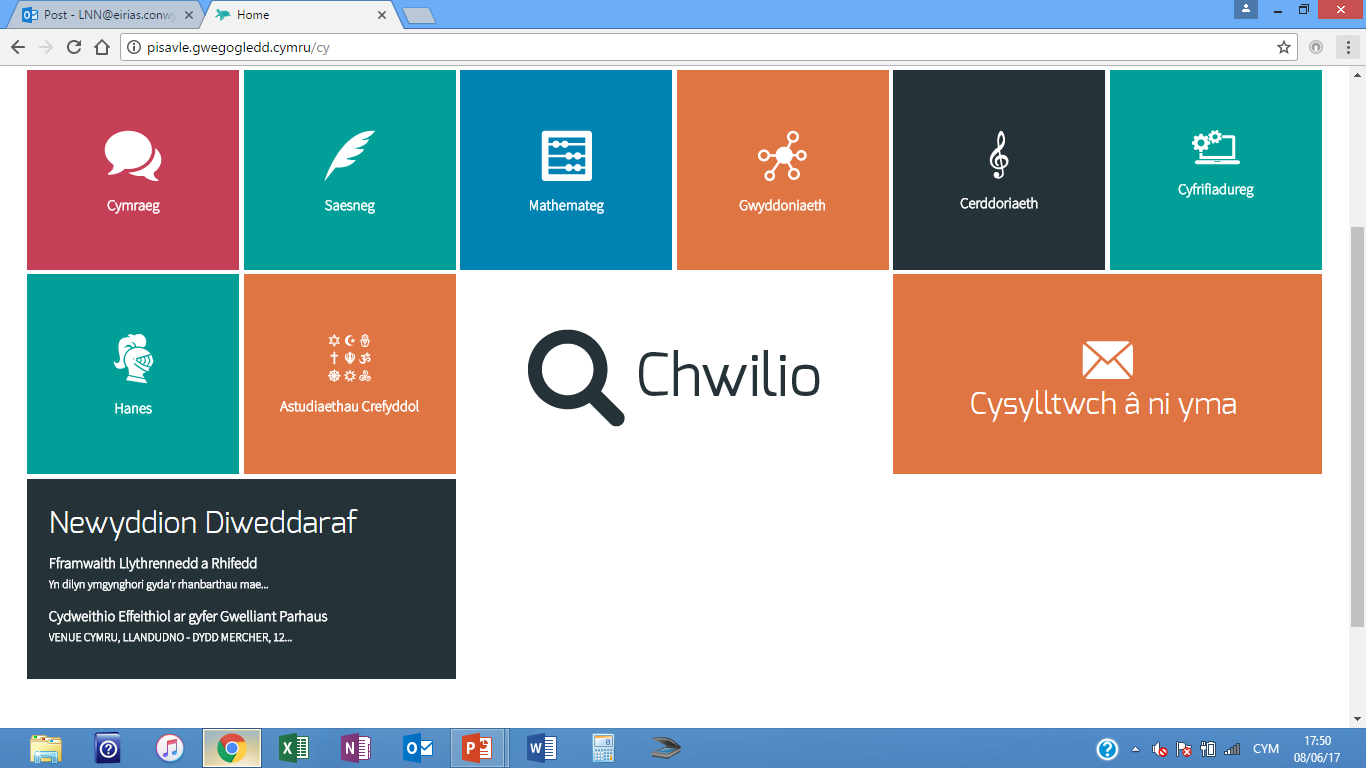 Post - LNN@eirias.conwy
Home
pisavle.gwegogledd.cymru/cy
Cymraeg
Saesneg
Mathemateg
Gwyddoniaeth
Cerddoriaeth
Cyfrifiadureg
Hanes
Astudiaethau Crefyddol
Chwilio
Cysylltwch â ni yma
Newyddion Diweddaraf
Fframwaith Llythrennedd a Rhifedd
Yn dilyn ymgynghori gyda'r rhanbarthau mae...
Cydweithio Effeithiol ar gyfer Gwelliant Parhaus
VENUE CYMRU, LLANDUDNO - DYDD MERCHER, 12...
CYM
17:50
08/06/17